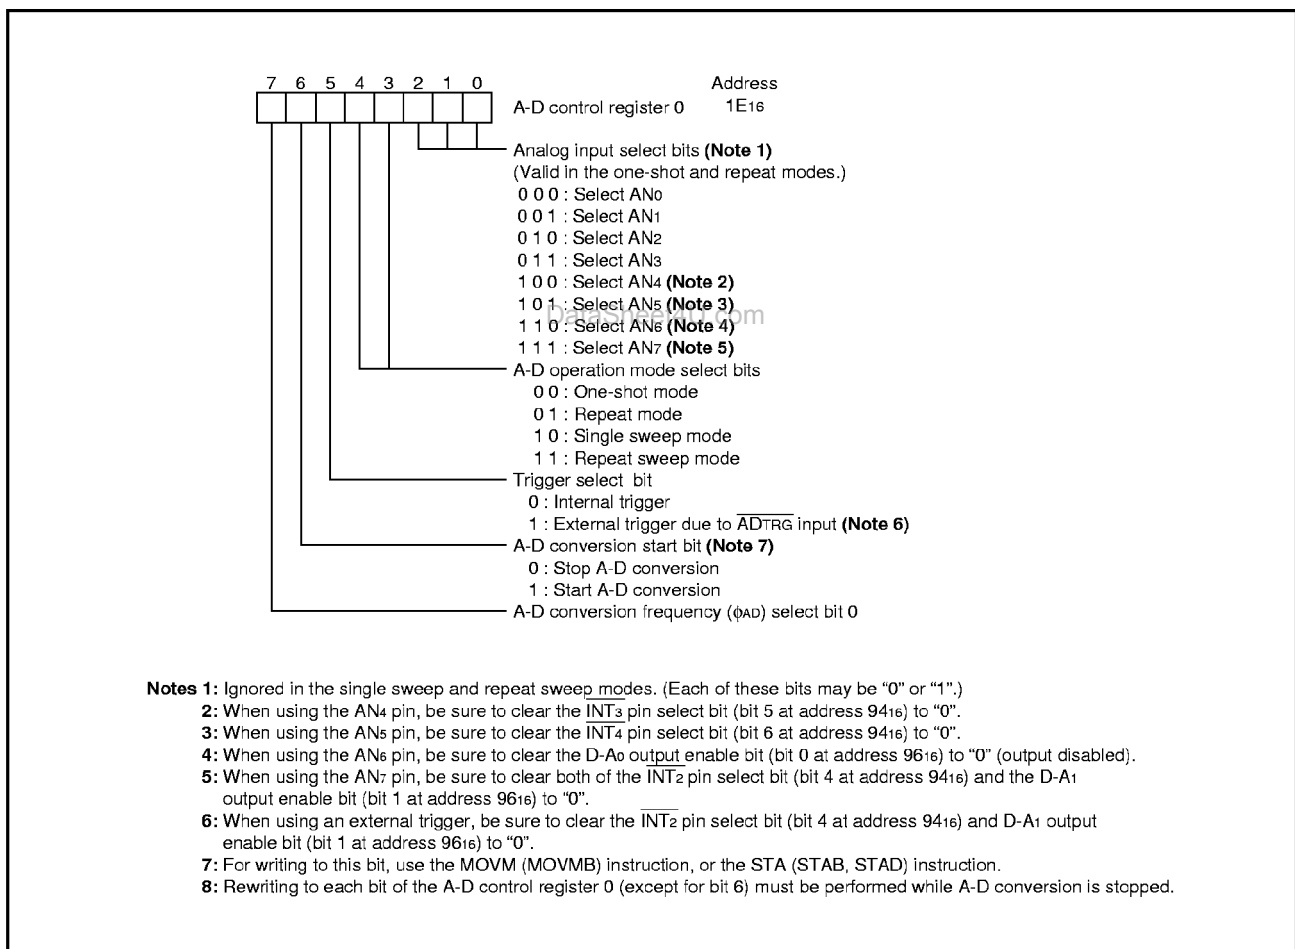 7 6 5 4 3 2 1 0 Address
A-D control register 0 1E16
Analog input select bits (Note 1)
(Valid in the one-shot and repeat modes.)
0 0 0 : Select AN0
0 0 1 : Select AN1
0 1 0 : Select AN2
0 1 1 : Select AN3
1 0 0 : Select AN4 (Note 2)
1 0 1 : Select AN5 (Note 3)
DataSheet4U.com
1 1 0 : Select AN6 (Note 4)
1 1 1 : Select AN7 (Note 5)
A-D operation mode select bits
0 0 : One-shot mode
0 1 : Repeat mode
1 0 : Single sweep mode
1 1 : Repeat sweep mode
Trigger select bit
0 : Internal trigger
1 : External trigger due to ADTRG input (Note 6)
A-D conversion start bit (Note 7)
0 : Stop A-D conversion
1 : Start A-D conversion
A-D conversion frequency (ϕAD) select bit 0
Notes 1: Ignored in the single sweep and repeat sweep modes. (Each of these bits may be “0” or “1”.)
2: When using the AN4 pin, be sure to clear the INT3 pin select bit (bit 5 at address 9416) to “0”.
3: When using the AN5 pin, be sure to clear the INT4 pin select bit (bit 6 at address 9416) to “0”.
4: When using the AN6 pin, be sure to clear the D-A0 output enable bit (bit 0 at address 9616) to “0” (output disabled).
5: When using the AN7 pin, be sure to clear both of the INT2 pin select bit (bit 4 at address 9416) and the D-A1
output enable bit (bit 1 at address 9616) to “0”.
6: When using an external trigger, be sure to clear the INT2 pin select bit (bit 4 at address 9416) and D-A1 output
enable bit (bit 1 at address 9616) to “0”.
7: For writing to this bit, use the MOVM (MOVMB) instruction, or the STA (STAB, STAD) instruction.
8: Rewriting to each bit of the A-D control register 0 (except for bit 6) must be performed while A-D conversion is stopped.